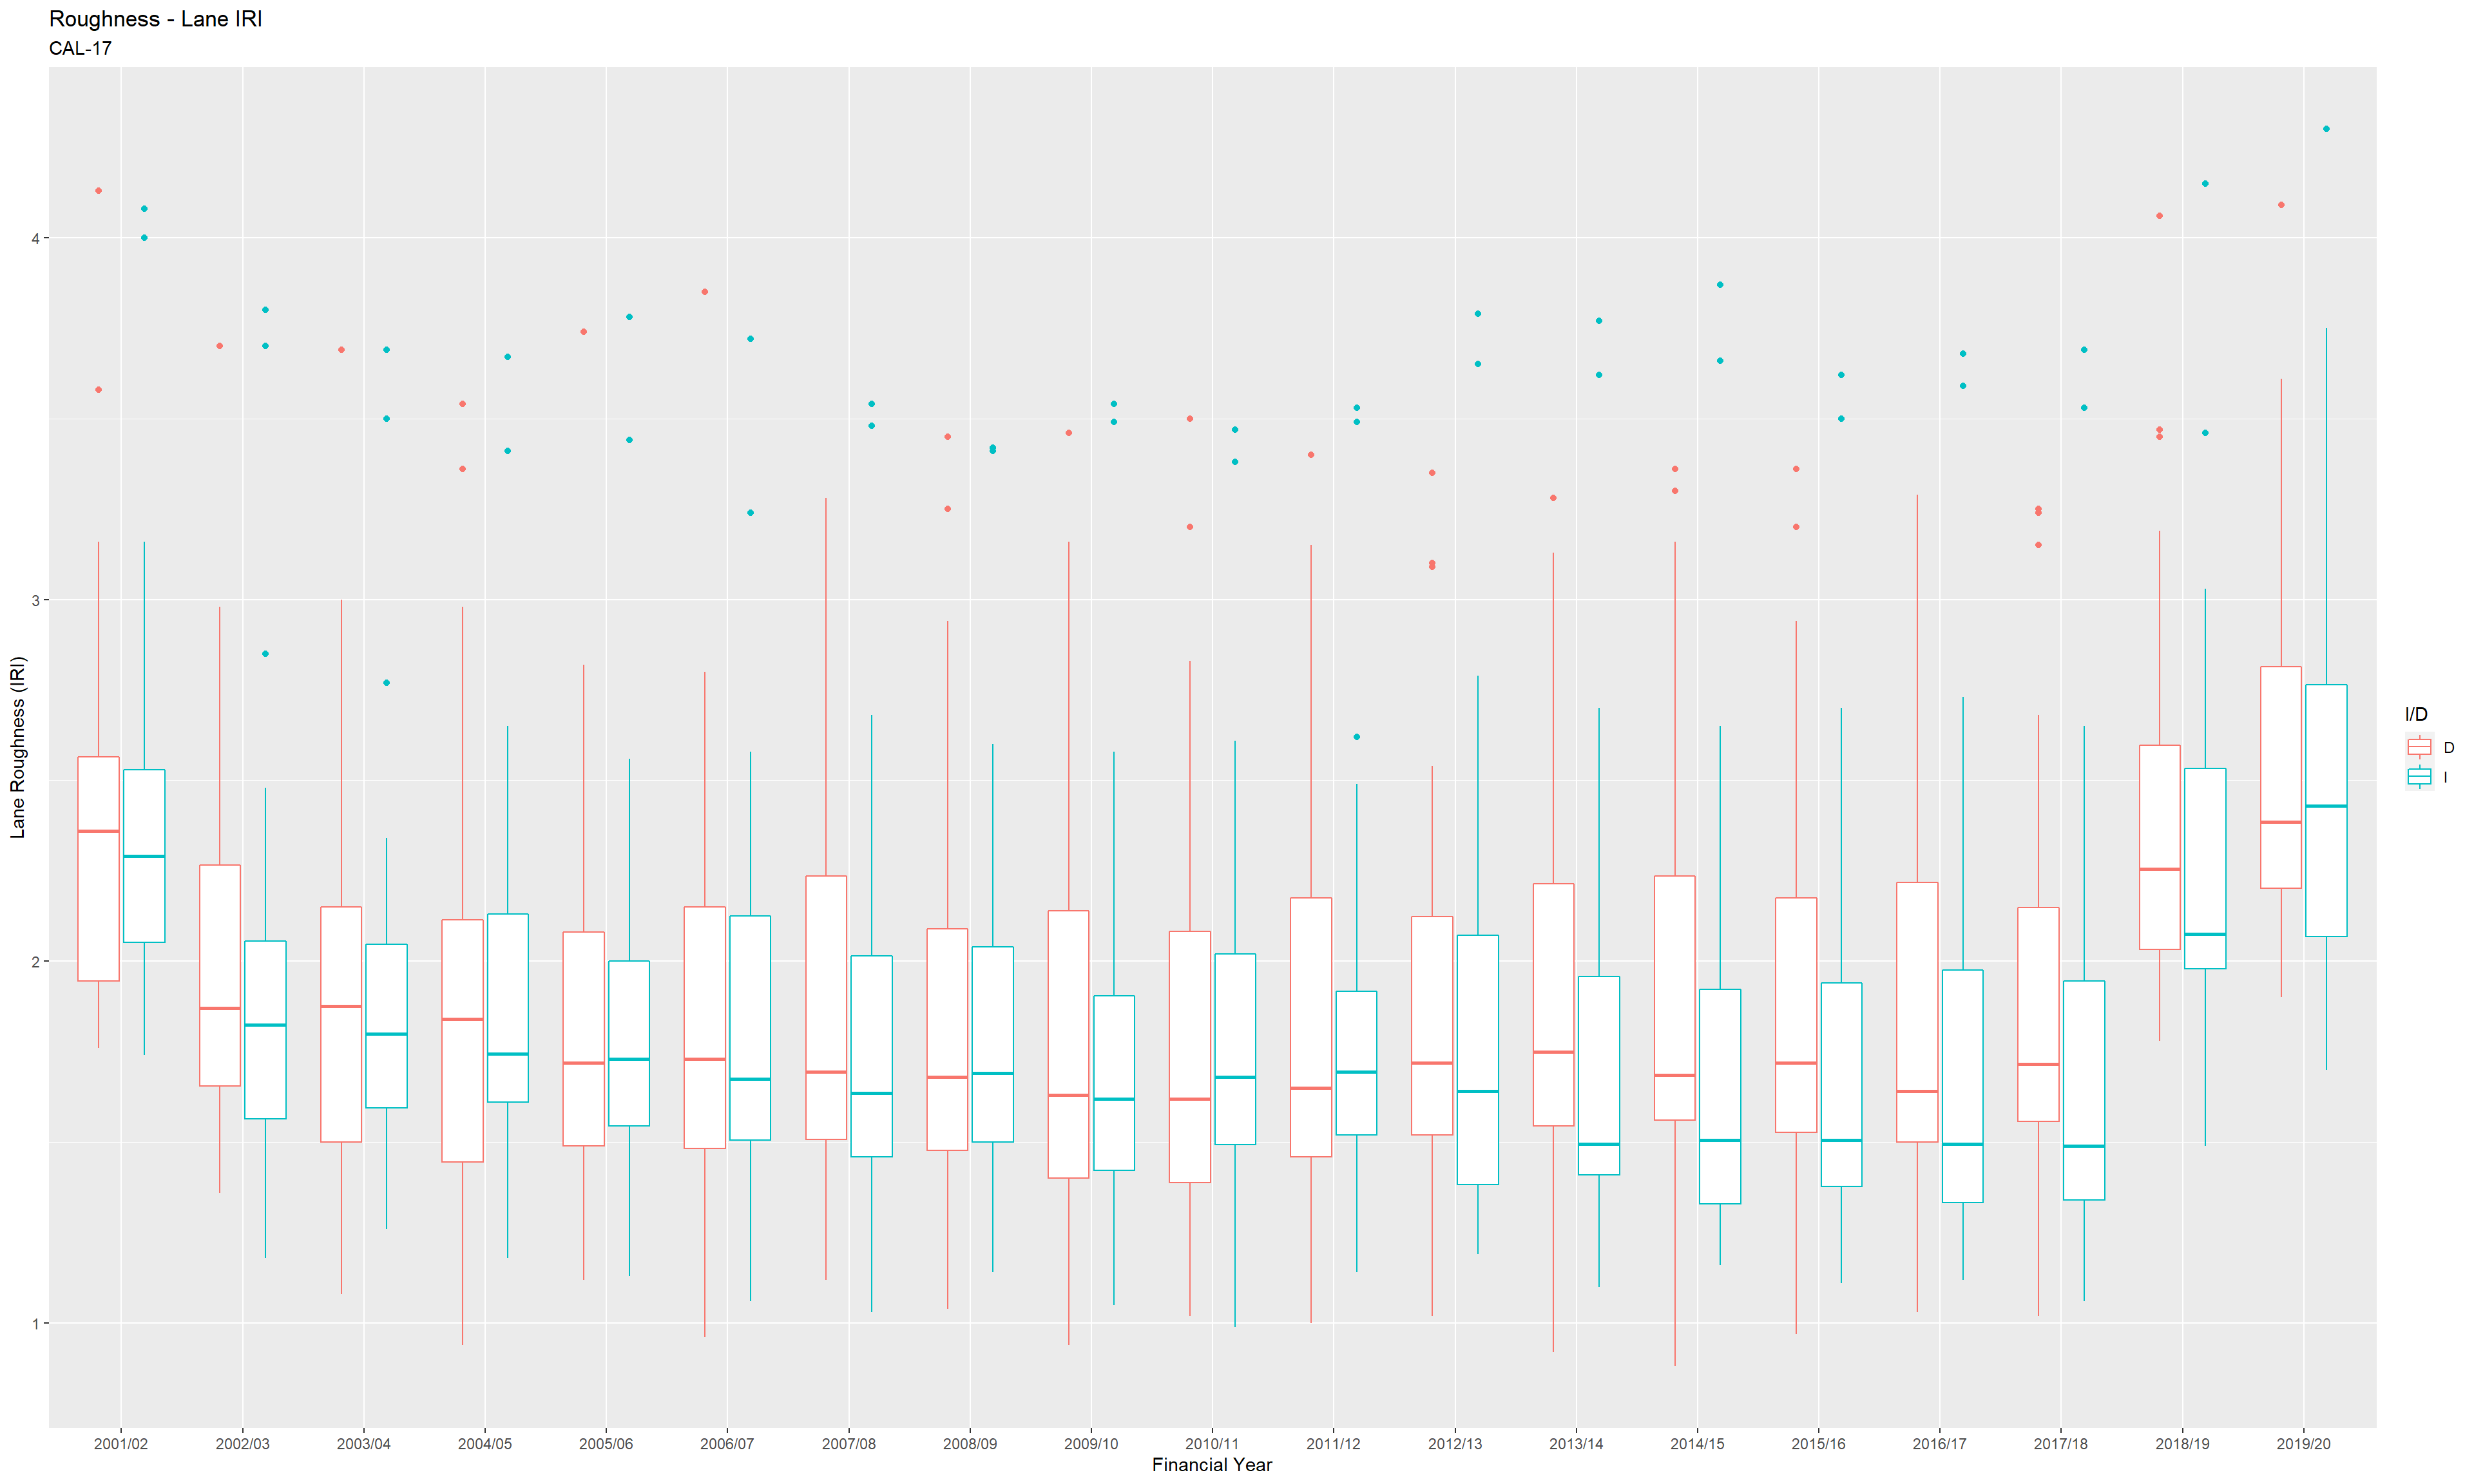 Roughness - Lane IRI
CAL-17
Lane Roughness (IRI)
4
3
2
1
2001/02 2002/03 2003/04 2004/05 2005/06 2006/07 2007/08 2008/09 2009/10 2010/11 2011/12 2012/13 2013/14 2014/15 2015/16 2016/17 2017/18 2018/19 2019/20
Financial Year
I/D
D
I